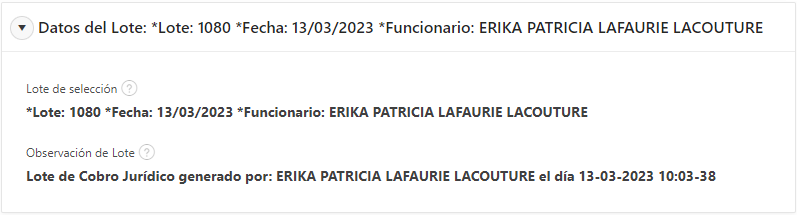 Datos del Lote: *Lote: 1080 *Fecha: 13/03/2023 *Funcionario: ERIKA PATRICIA LAFAURIE LACOUTURE
Lote de selección ?
*Lote: 1080 *Fecha: 13/03/2023 *Funcionario: ERIKA PATRICIA LAFAURIE LACOUTURE
Observación de Lote ?
Lote de Cobro Jurídico generado por: ERIKA PATRICIA LAFAURIE LACOUTURE el día 13-03-2023 10:03-38